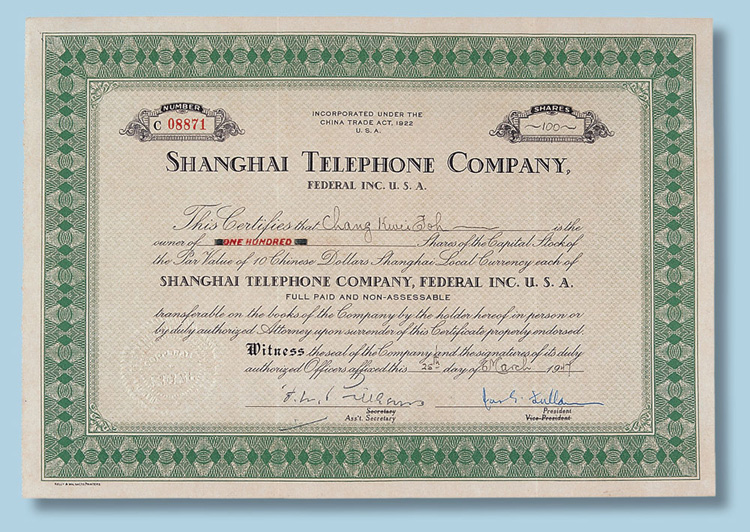 NUMBER
C 08871
INCORPORATED UNDER THE
CHINA TRADE ACT, 1922
U. S. A.
SHARES
~100~
SHANGHAI TELEPHONE COMPANY,
FEDERAL INC. U. S. A.
This Certifies that Chang Kwei Foh is the
owner of ONE HUNDRED Shares of the Capital Stock of
the Par Value of 10 Chinese Dollars Shanghai Local Currency each of
SHANGHAI TELEPHONE COMPANY, FEDERAL INC. U. S. A.
FULL PAID AND NON-ASSESSABLE
transferable on the books of the Company by the holder hereof in person or
by duly authorized Attorney upon surrender of this Certificate properly endorsed.
Witness the seal of the Company and the signatures of its duly
authorized Officers affixed this 25th day of March 1947
Secretary
Ass't. Secretary
President
Vice-President